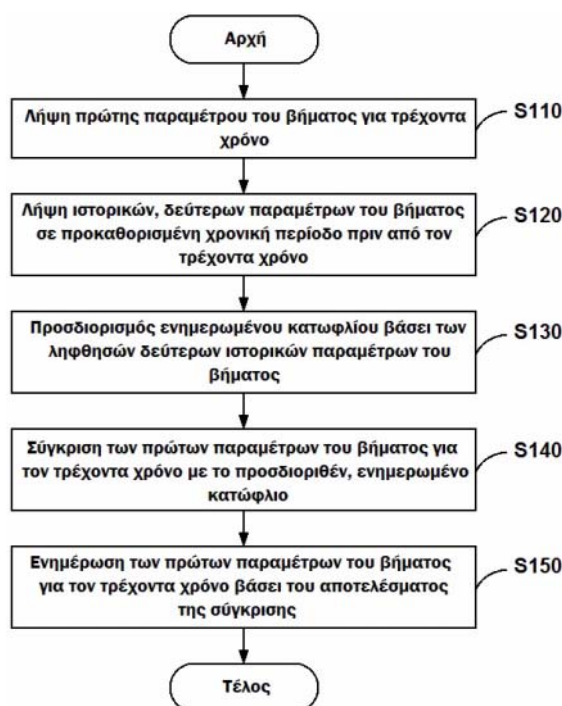 Αρχή
Λήψη πρώτης παραμέτρου του βήματος για τρέχοντα
χρόνο
S110
Λήψη ιστορικών, δεύτερων παραμέτρων του βήματος
σε προκαθορισμένη χρονική περίοδο πριν από τον
τρέχοντα χρόνο
S120
Προσδιορισμός ενημερωμένου κατωφλίου βάσει των
ληφθησών δεύτερων ιστορικών παραμέτρων του
βήματος
S130
Σύγκριση των πρώτων παραμέτρων του βήματος για
τον τρέχοντα χρόνο με το προσδιοριθέν, ενημερωμένο
κατώφλιο
S140
Ενημέρωση των πρώτων παραμέτρων του βήματος
για τον τρέχοντα χρόνο βάσει του αποτελέσματος
της σύγκρισης
S150
Τέλος